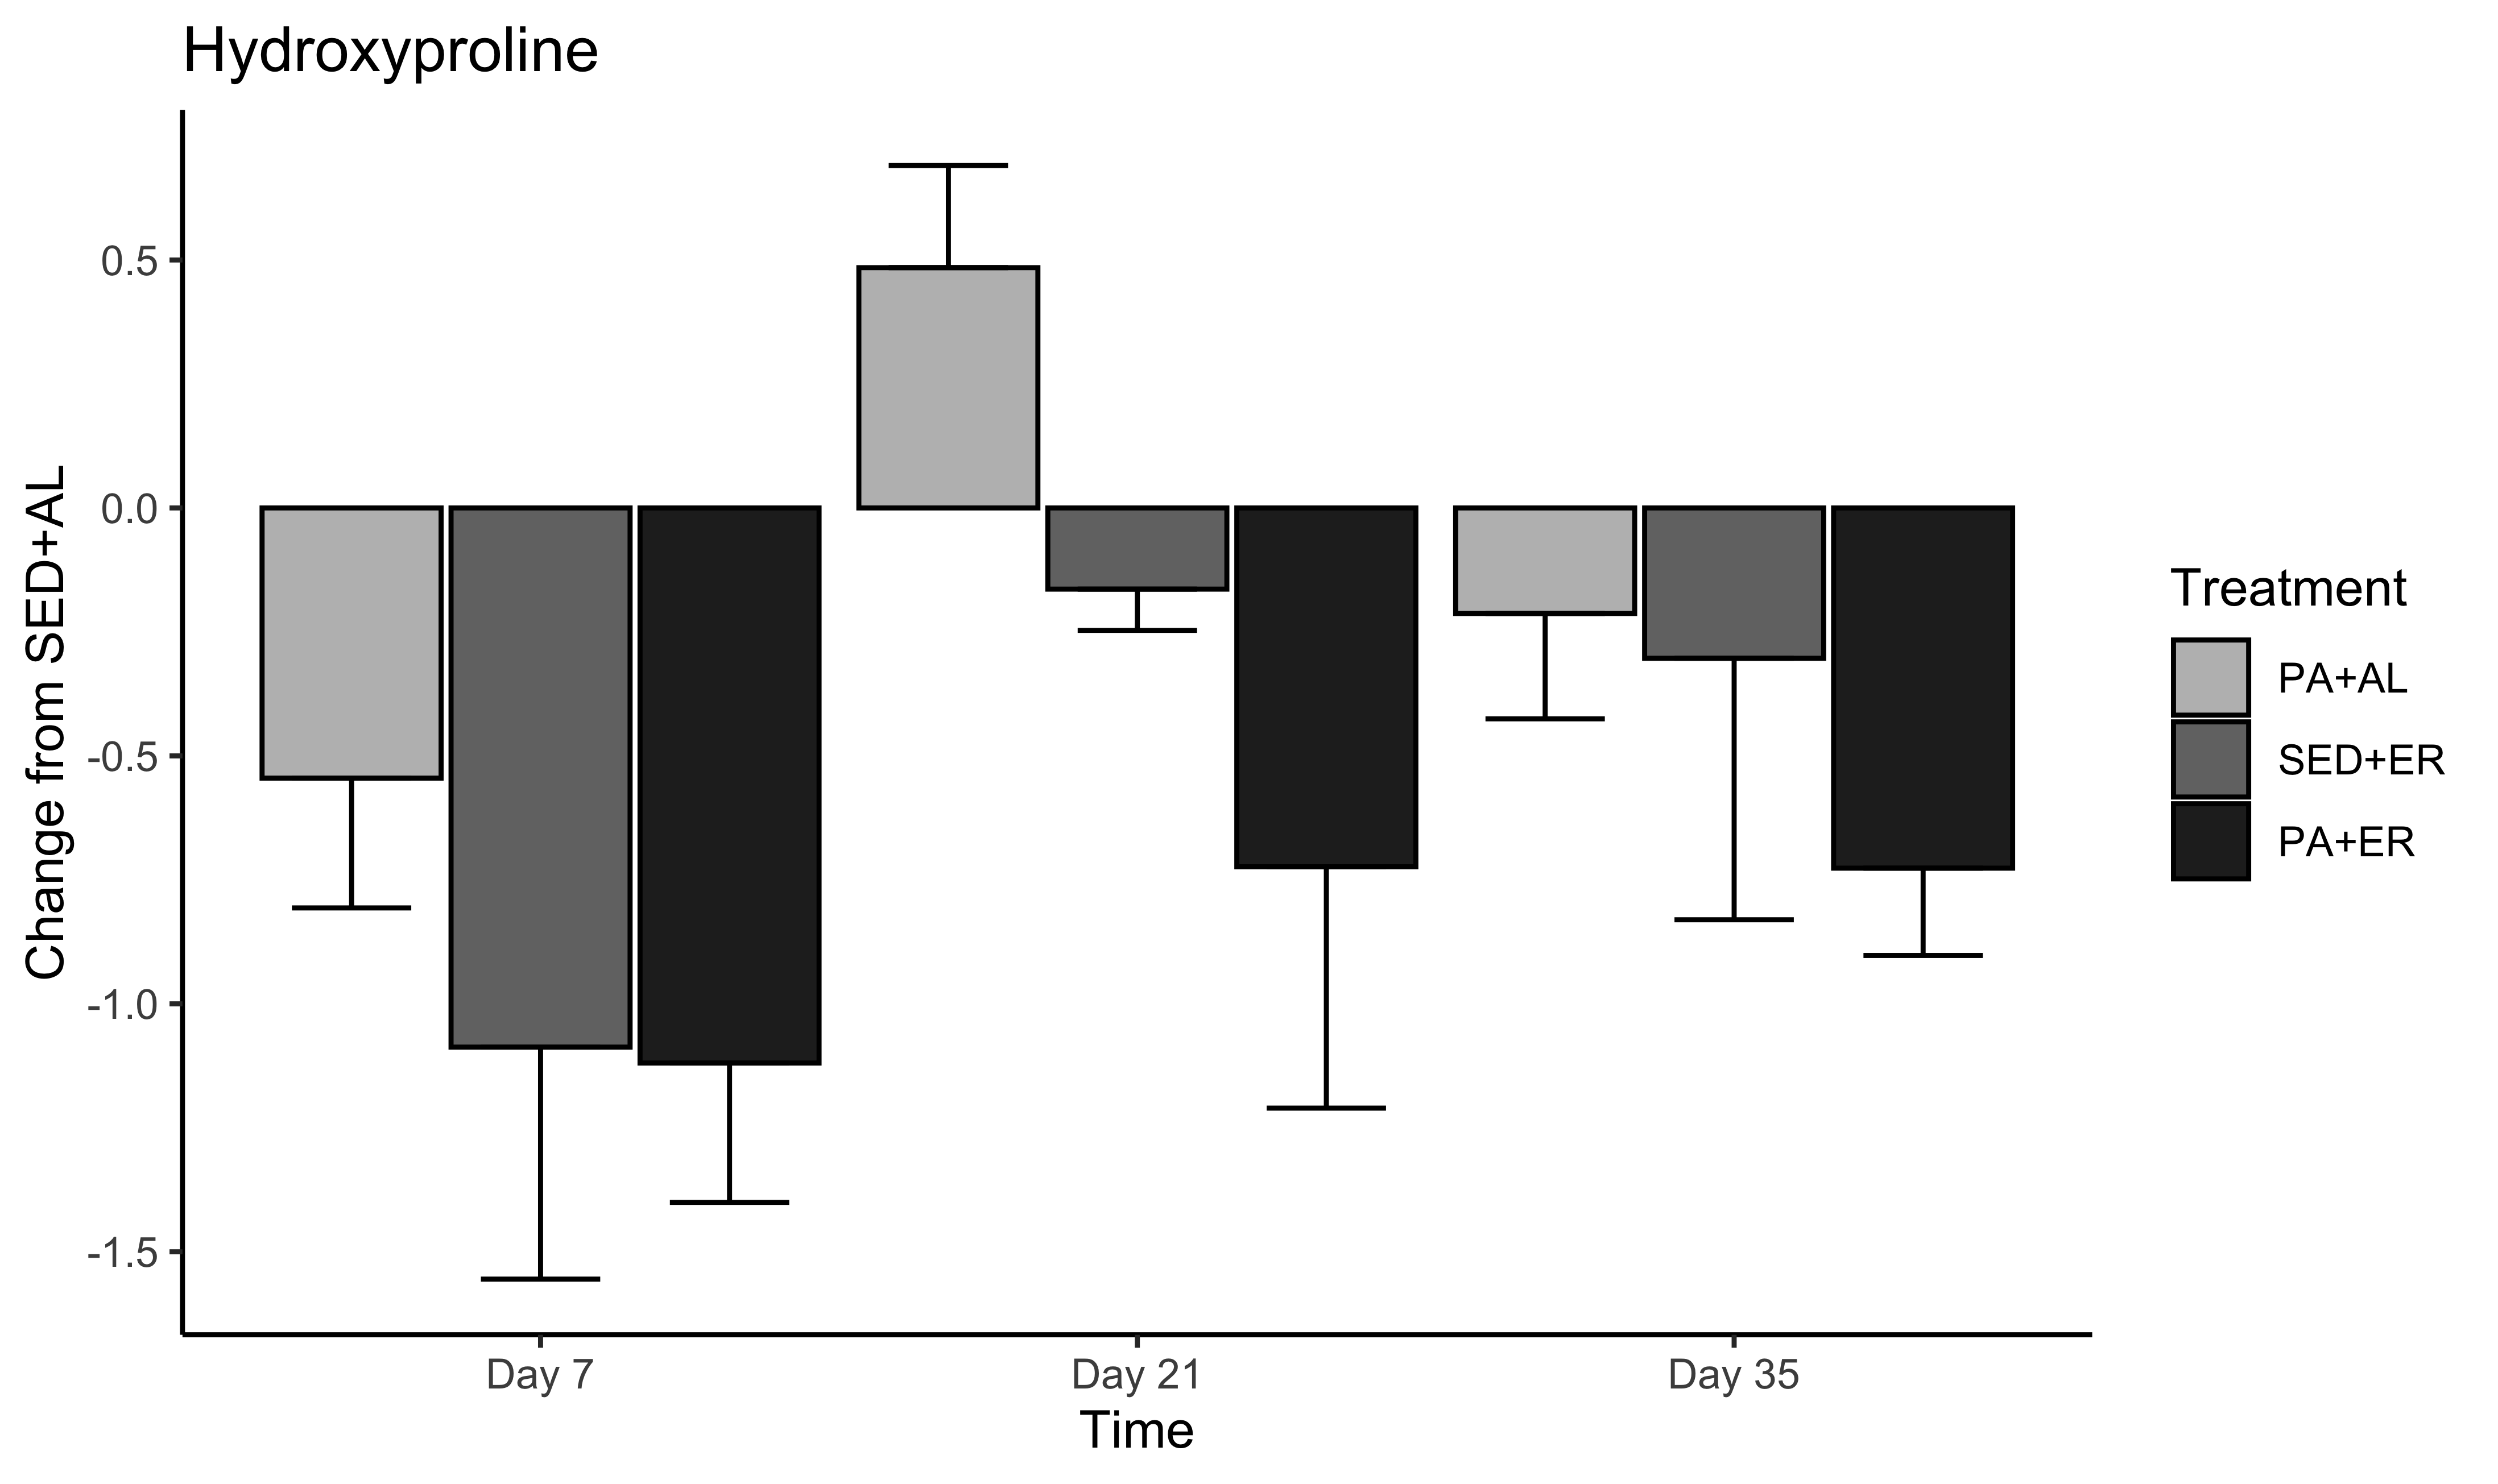 Hydroxyproline
Change from SED+AL
0.5
0.0
-0.5
-1.0
-1.5
Day 7
Day 21
Day 35
Time
Treatment
PA+AL
SED+ER
PA+ER